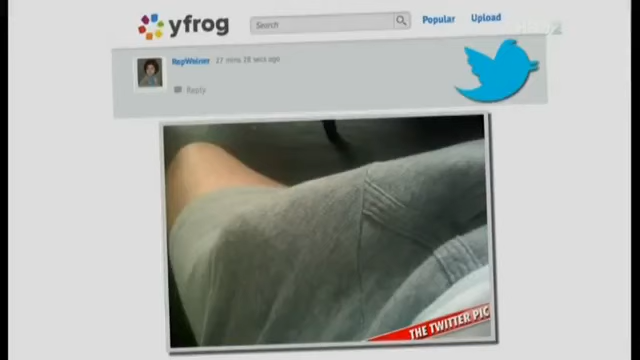 yfrog
Search
Popular
Upload
RepWeiner
Reply
THE TWITTER PIC